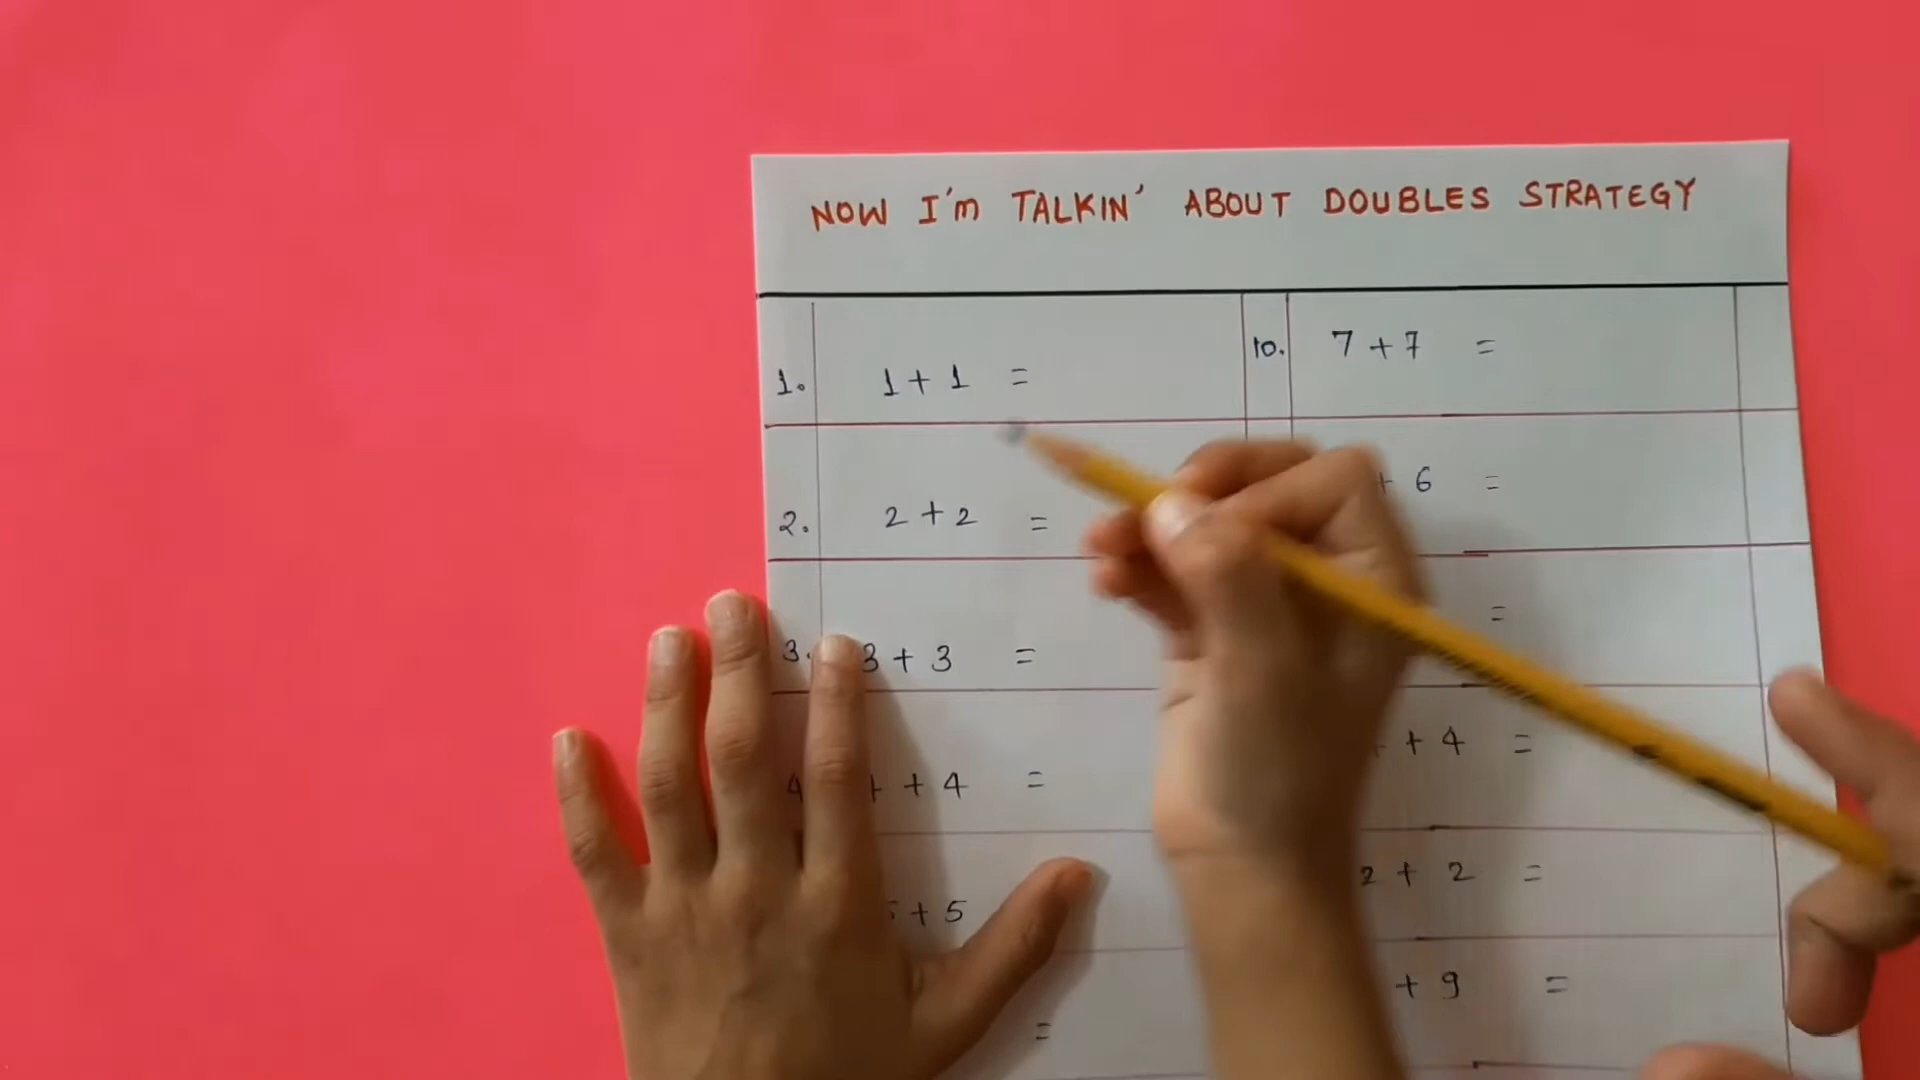 NOW I'm TALKIN' ABOUT DOUBLES STRATEGY
1. 1 + 1 =
2. 2 + 2 =
3. 3 + 3 =
4 + 4 =
+ 5
=
10. 7 + 7 =
+ 6 =
=
+ 4 =
2 + 2 =
+ 9 =